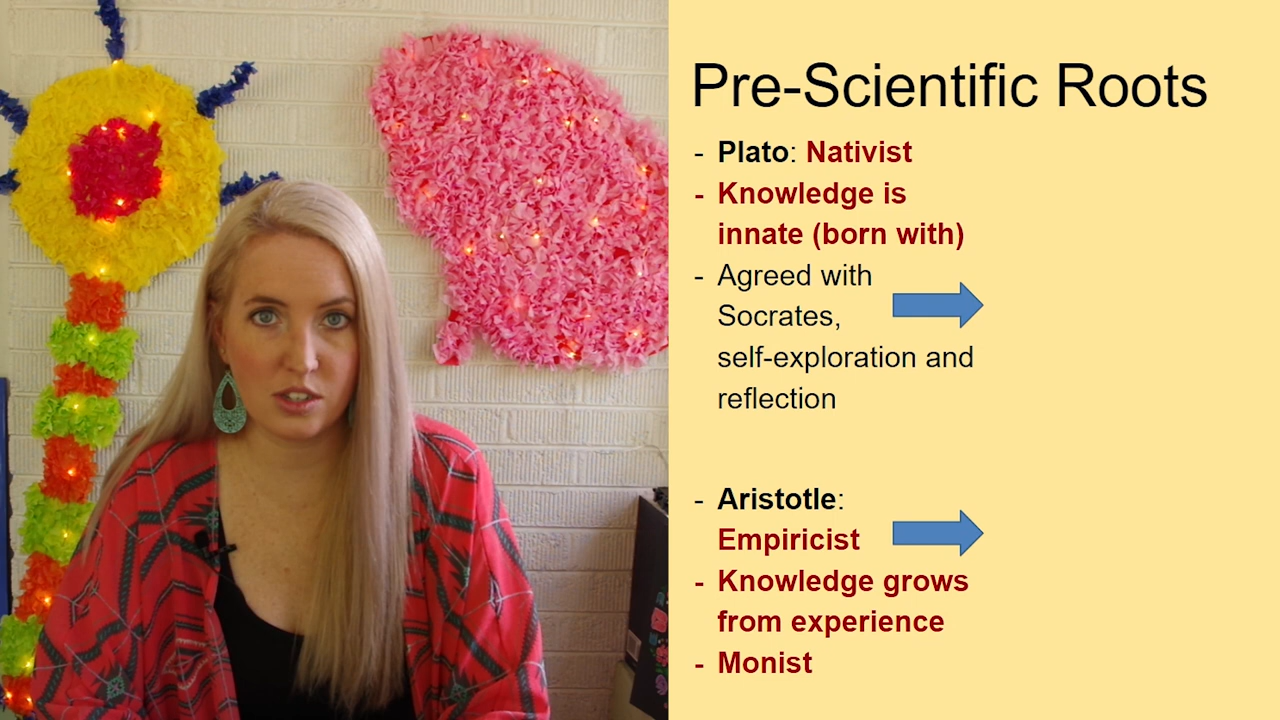 Pre-Scientific Roots
- Plato: Nativist
- Knowledge is
innate (born with)
- Agreed with
Socrates,
self-exploration and
reflection
- Aristotle:
Empiricist
- Knowledge grows
from experience
- Monist